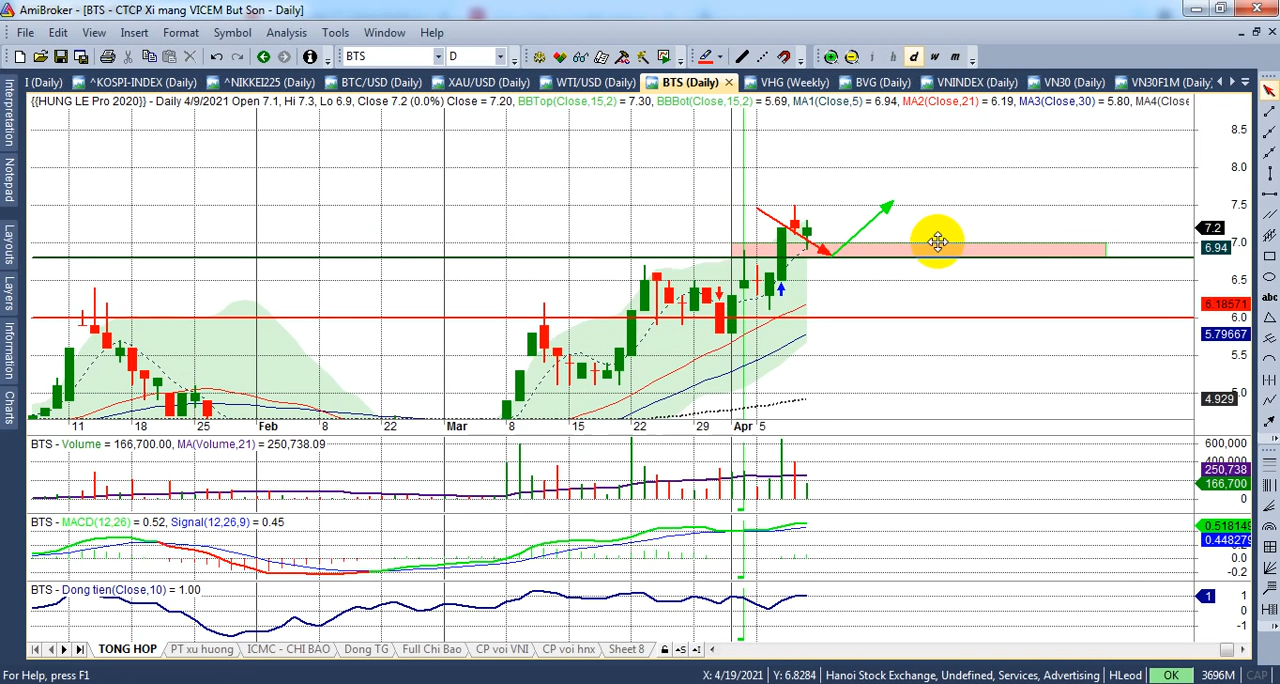 AmiBroker - [BTS - CTCP Xi mang VICEM But Son - Daily]
File Edit View Insert Format Symbol Analysis Tools Window Help
BTS D i h d w m
I (Daily) ^KOSPI-INDEX (Daily) ^NIKKEI225 (Daily) BTC/USD (Daily) XAU/USD (Daily) WTI/USD (Daily) BTS (Daily) VHG (Weekly) BVG (Daily) VNINDEX (Daily) VN30 (Daily) VN30F1M (Daily)
{{HUNG LE Pro 2020}} - Daily 4/9/2021 Open 7.1, Hi 7.3, Lo 6.9, Close 7.2 (0.0%) Close = 7.20, BBTop(Close,15,2) = 7.30, BBBot(Close,15,2) = 5.69, MA1(Close,5) = 6.94, MA2(Close,21) = 6.19, MA3(Close,30) = 5.80, MA4(Close
Interpretation
Notepad
Layouts
Layers
Information
Charts
abc
8.5
8.0
7.5
7.2
7.0
6.94
6.5
6.18571
6.0
5.79667
5.5
5.0
4.929
11 18 25 Feb 8 22 Mar 8 15 22 29 Apr 5
BTS - Volume = 166,700.00, MA(Volume,21) = 250,738.09
600,000
400,000
250,738
166,700
0
BTS - MACD(12,26) = 0.52, Signal(12,26,9) = 0.45
0.518149
0.448279
0.2
0.0
-0.2
BTS - Dong tien(Close,10) = 1.00
1
1
0
-1
TONG HOP PT xu huong ICMC - CHI BAO Dong TG Full Chi Bao CP voi VNI CP voi hnx Sheet 8
For Help, press F1 X: 4/19/2021 Y: 6.8284 Hanoi Stock Exchange, Undefined, Services, Advertising HLeod OK 3696M CAP